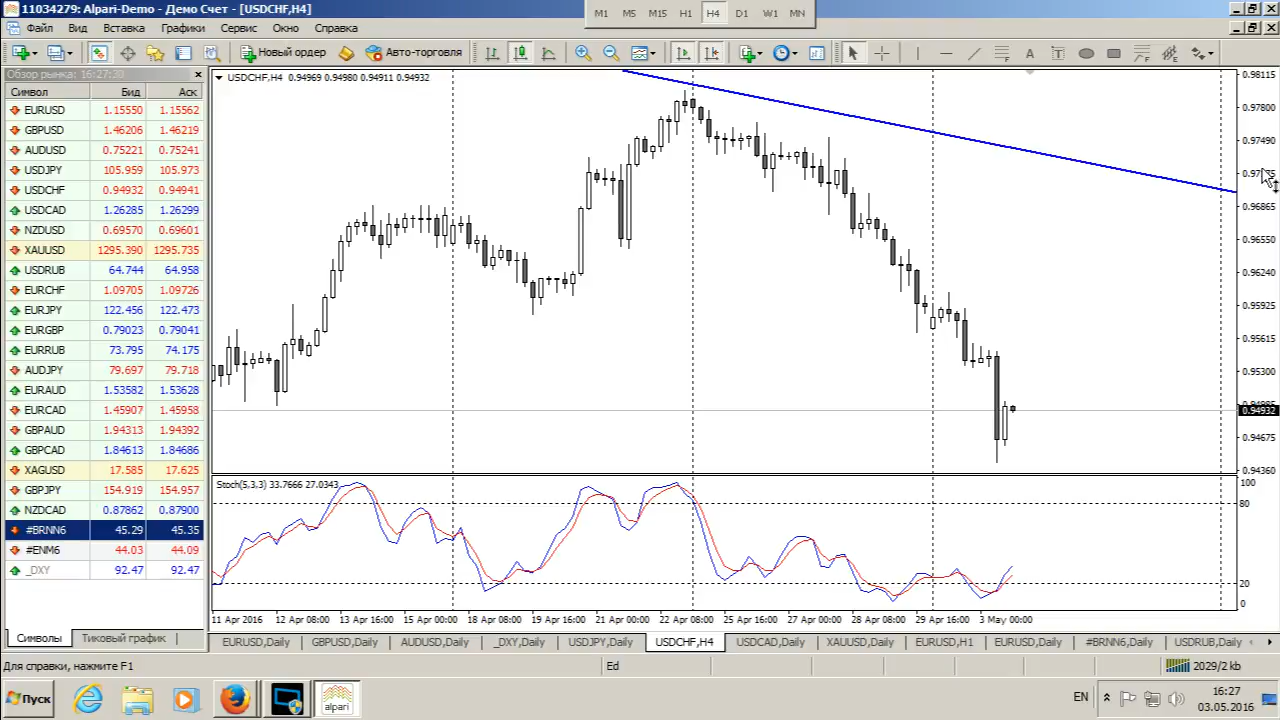 11034279: Alpari-Demo - Демо Счет - [USDCHF,H4]
M1 M5 M15 H1 H4 D1 W1 MN
Файл Вид Вставка Графики Сервис Окно Справка
Новый ордер Авто-торговля
Обзор рынка: 16:27:30
Символ Бид Аск
EURUSD 1.15550 1.15562
GBPUSD 1.46206 1.46219
AUDUSD 0.75221 0.75241
USDJPY 105.959 105.973
USDCHF 0.94932 0.94941
USDCAD 1.26285 1.26299
NZDUSD 0.69570 0.69601
XAUUSD 1295.390 1295.735
USDRUB 64.744 64.958
EURCHF 1.09705 1.09726
EURJPY 122.456 122.473
EURGBP 0.79023 0.79041
EURRUB 73.795 74.175
AUDJPY 79.697 79.718
EURAUD 1.53582 1.53628
EURCAD 1.45907 1.45958
GBPAUD 1.94313 1.94392
GBPCAD 1.84613 1.84686
XAGUSD 17.585 17.625
GBPJPY 154.919 154.957
NZDCAD 0.87862 0.87900
#BRNN6 45.29 45.35
#ENM6 44.03 44.09
_DXY 92.47 92.47
Символы Тиковый график
USDCHF,H4 0.94969 0.94980 0.94911 0.94932
0.98115
0.97800
0.97490
0.96865
0.96550
0.96240
0.95925
0.95615
0.95300
0.94932
0.94675
0.94360
Stoch(5,3,3) 33.7666 27.0343
100
80
20
0
11 Apr 2016 12 Apr 08:00 13 Apr 16:00 15 Apr 00:00 18 Apr 08:00 19 Apr 16:00 21 Apr 00:00 22 Apr 08:00 25 Apr 16:00 27 Apr 00:00 28 Apr 08:00 29 Apr 16:00 3 May 00:00
EURUSD,Daily GBPUSD,Daily AUDUSD,Daily _DXY,Daily USDJPY,Daily USDCHF,H4 USDCAD,Daily XAUUSD,Daily EURUSD,H1 EURUSD,Daily #BRNN6,Daily USDRUB,Daily
Для справки, нажмите F1 Ed 2029/2 kb
Пуск alpari EN 16:27
03.05.2016